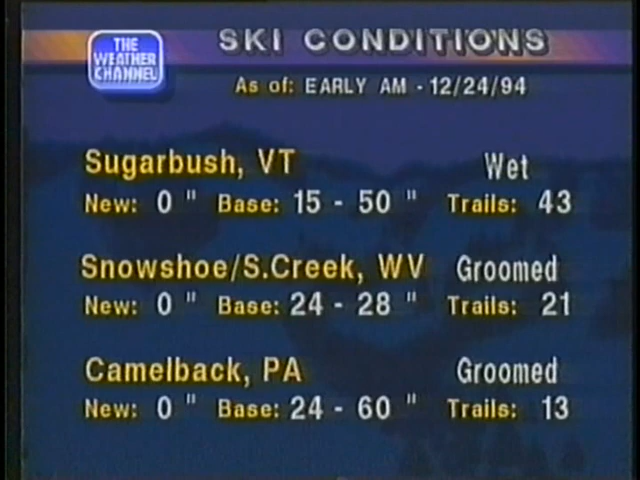 THE
WEATHER
CHANNEL
SKI CONDITIONS
As of: EARLY AM - 12/24/94
Sugarbush, VT Wet
New: 0 " Base: 15 - 50 " Trails: 43
Snowshoe/S.Creek, WV Groomed
New: 0 " Base: 24 - 28 " Trails: 21
Camelback, PA Groomed
New: 0 " Base: 24 - 60 " Trails: 13